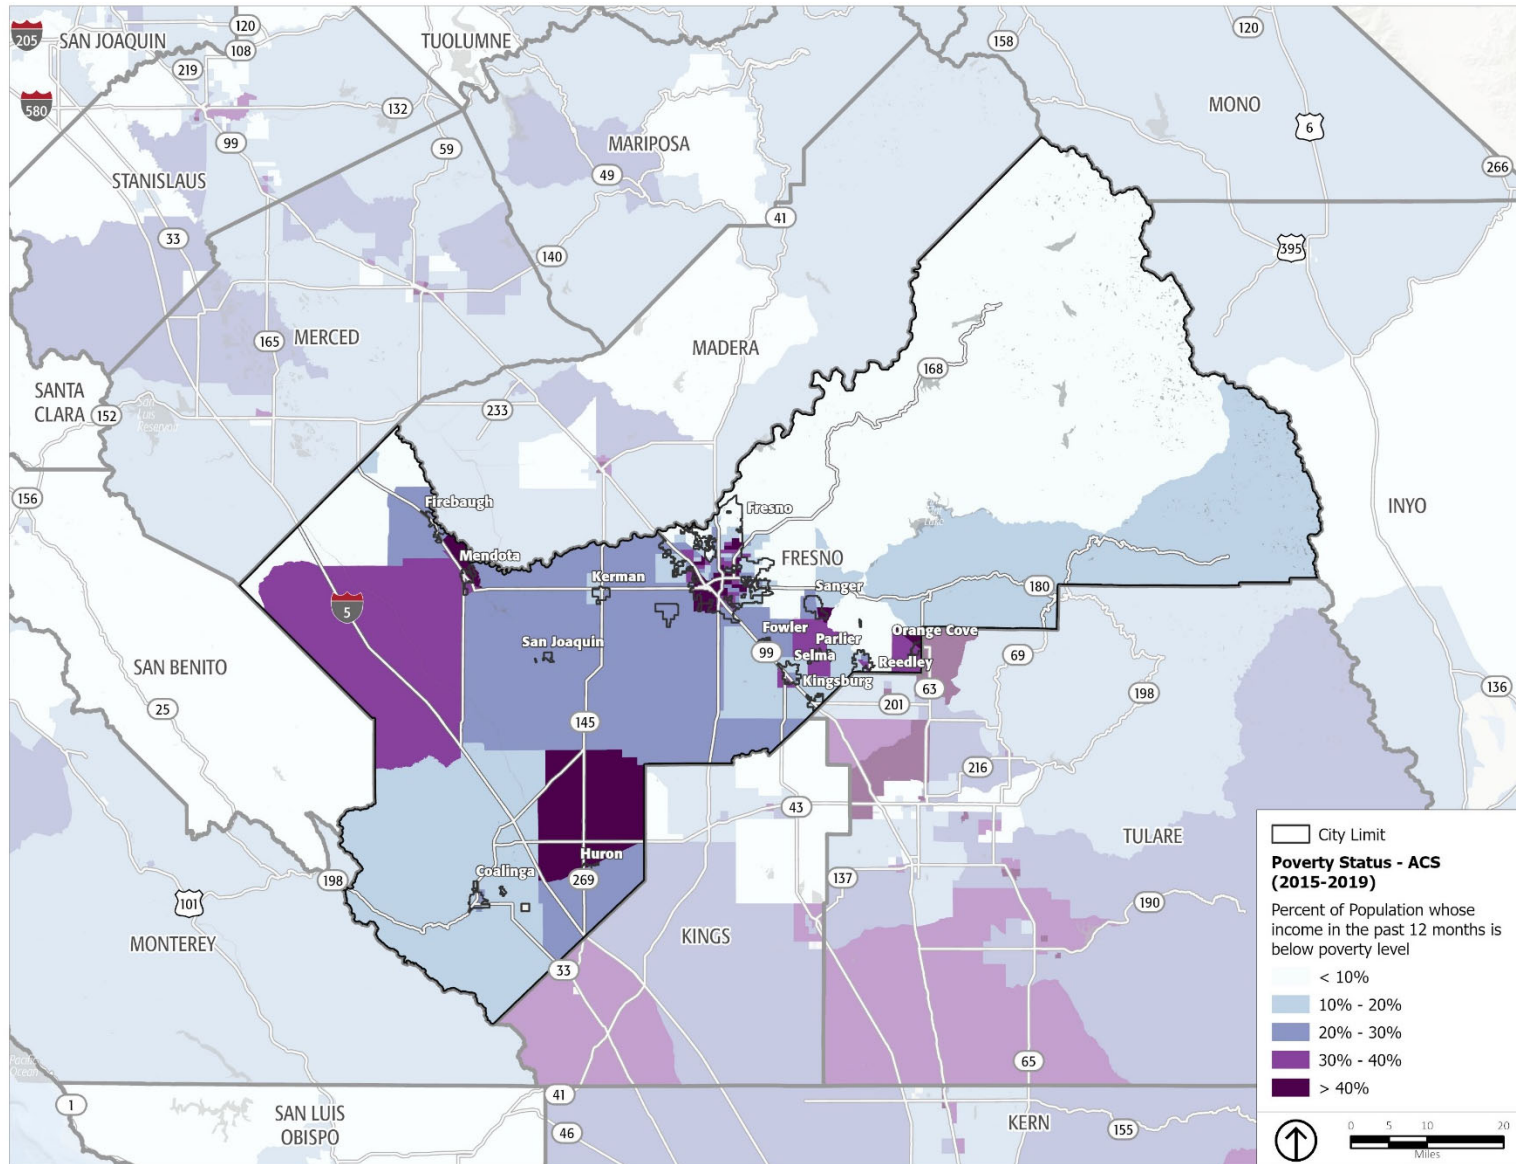 205
SAN JOAQUIN
120
108
219
TUOLUMNE
158
120
580
132
MONO
6
99
59
MARIPOSA
266
STANISLAUS
49
33
41
395
140
165
MERCED
MADERA
168
SANTA
CLARA
152
San
Luis
Reservoir
233
156
INYO
Firebaugh
Fresno
Mendota
FRESNO
Kerman
Sanger
180
5
Fowler
Orange Cove
San Joaquin
Parlier
99
Selma
69
SAN BENITO
Reedley
Kingsburg
63
198
136
25
201
145
216
43
TULARE
Huron
Coalinga
198
269
137
101
190
MONTEREY
KINGS
33
65
Pacific
Ocean
41
1
SAN LUIS
OBISPO
46
KERN
155
City Limit
Poverty Status - ACS
(2015-2019)
Percent of Population whose
income in the past 12 months is
below poverty level
< 10%
10% - 20%
20% - 30%
30% - 40%
> 40%
0 5 10 20
Miles